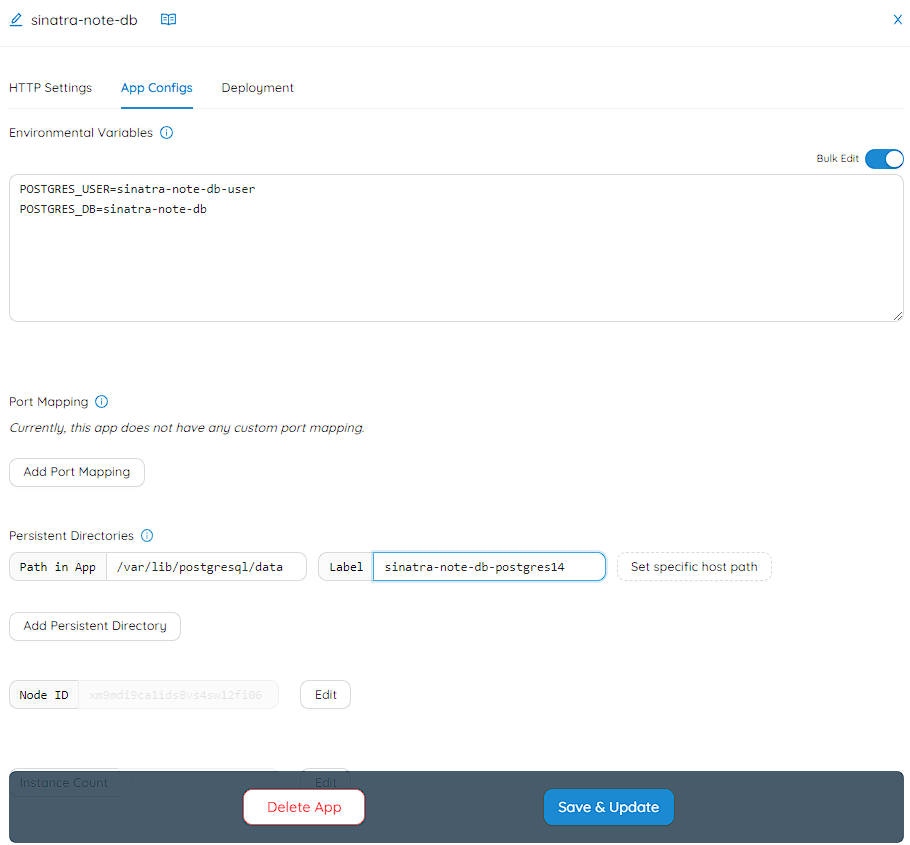 sinatra-note-db
X
HTTP Settings App Configs Deployment
Environmental Variables
Bulk Edit
POSTGRES_USER=sinatra-note-db-user
POSTGRES_DB=sinatra-note-db
Port Mapping
Currently, this app does not have any custom port mapping.
Add Port Mapping
Persistent Directories
Path in App /var/lib/postgresql/data Label sinatra-note-db-postgres14 Set specific host path
Add Persistent Directory
Node ID Edit
Instance Count Edit
Delete App Save & Update